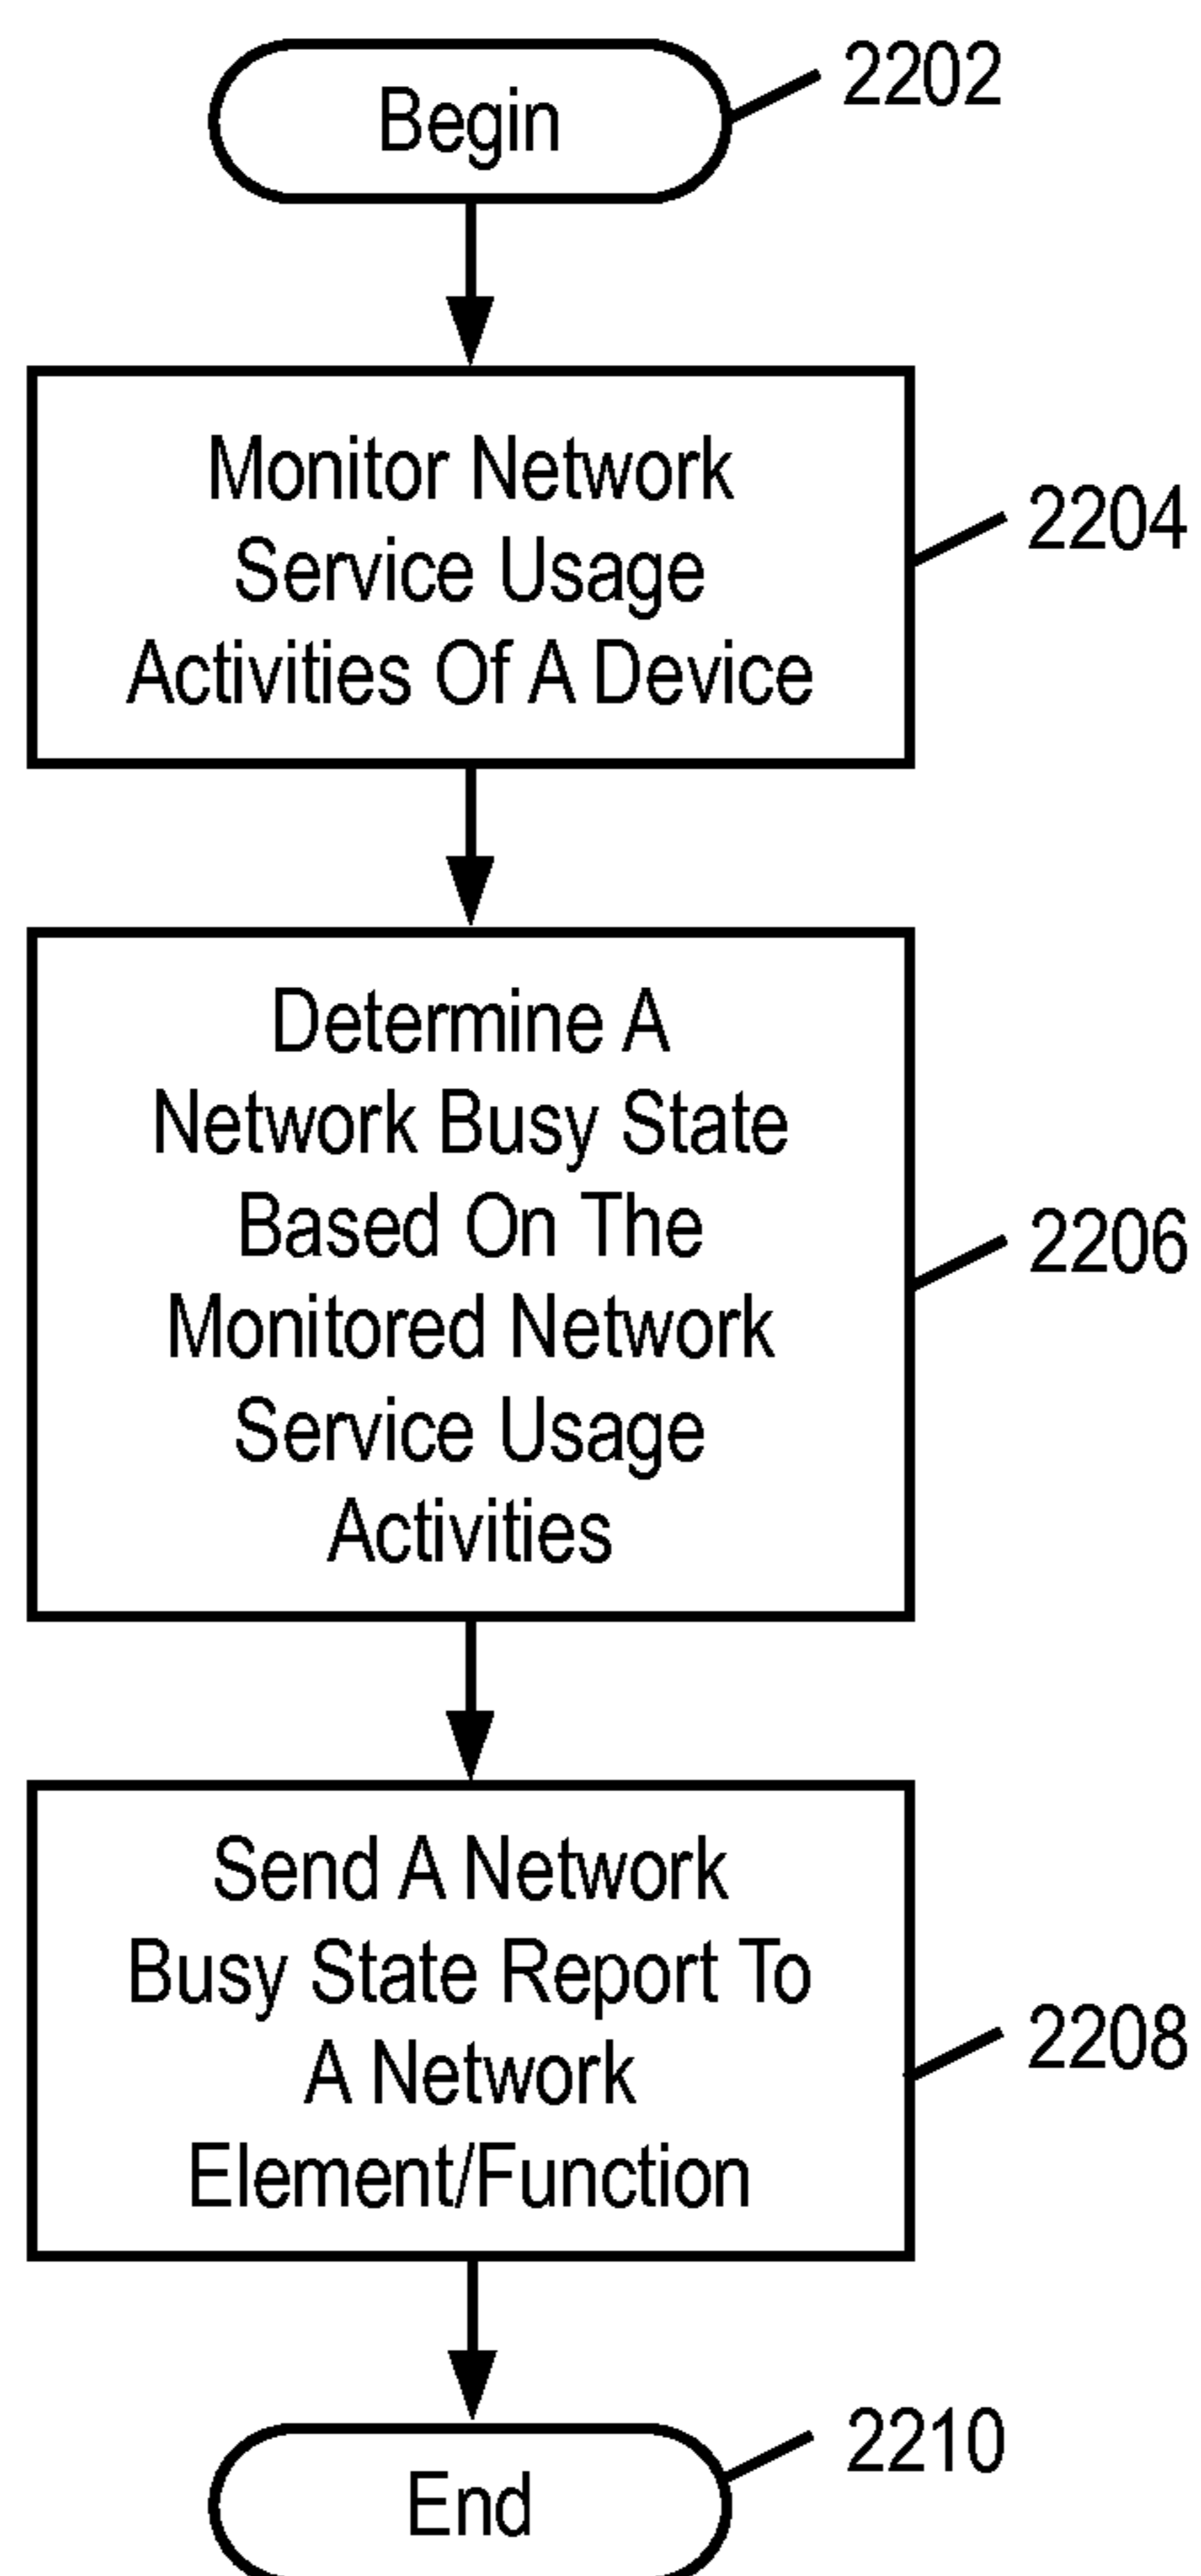 Begin
2202
Monitor Network
Service Usage
Activities Of A Device
2204
Determine A
Network Busy State
Based On The
Monitored Network
Service Usage
Activities
2206
Send A Network
Busy State Report To
A Network
Element/Function
2208
End
2210